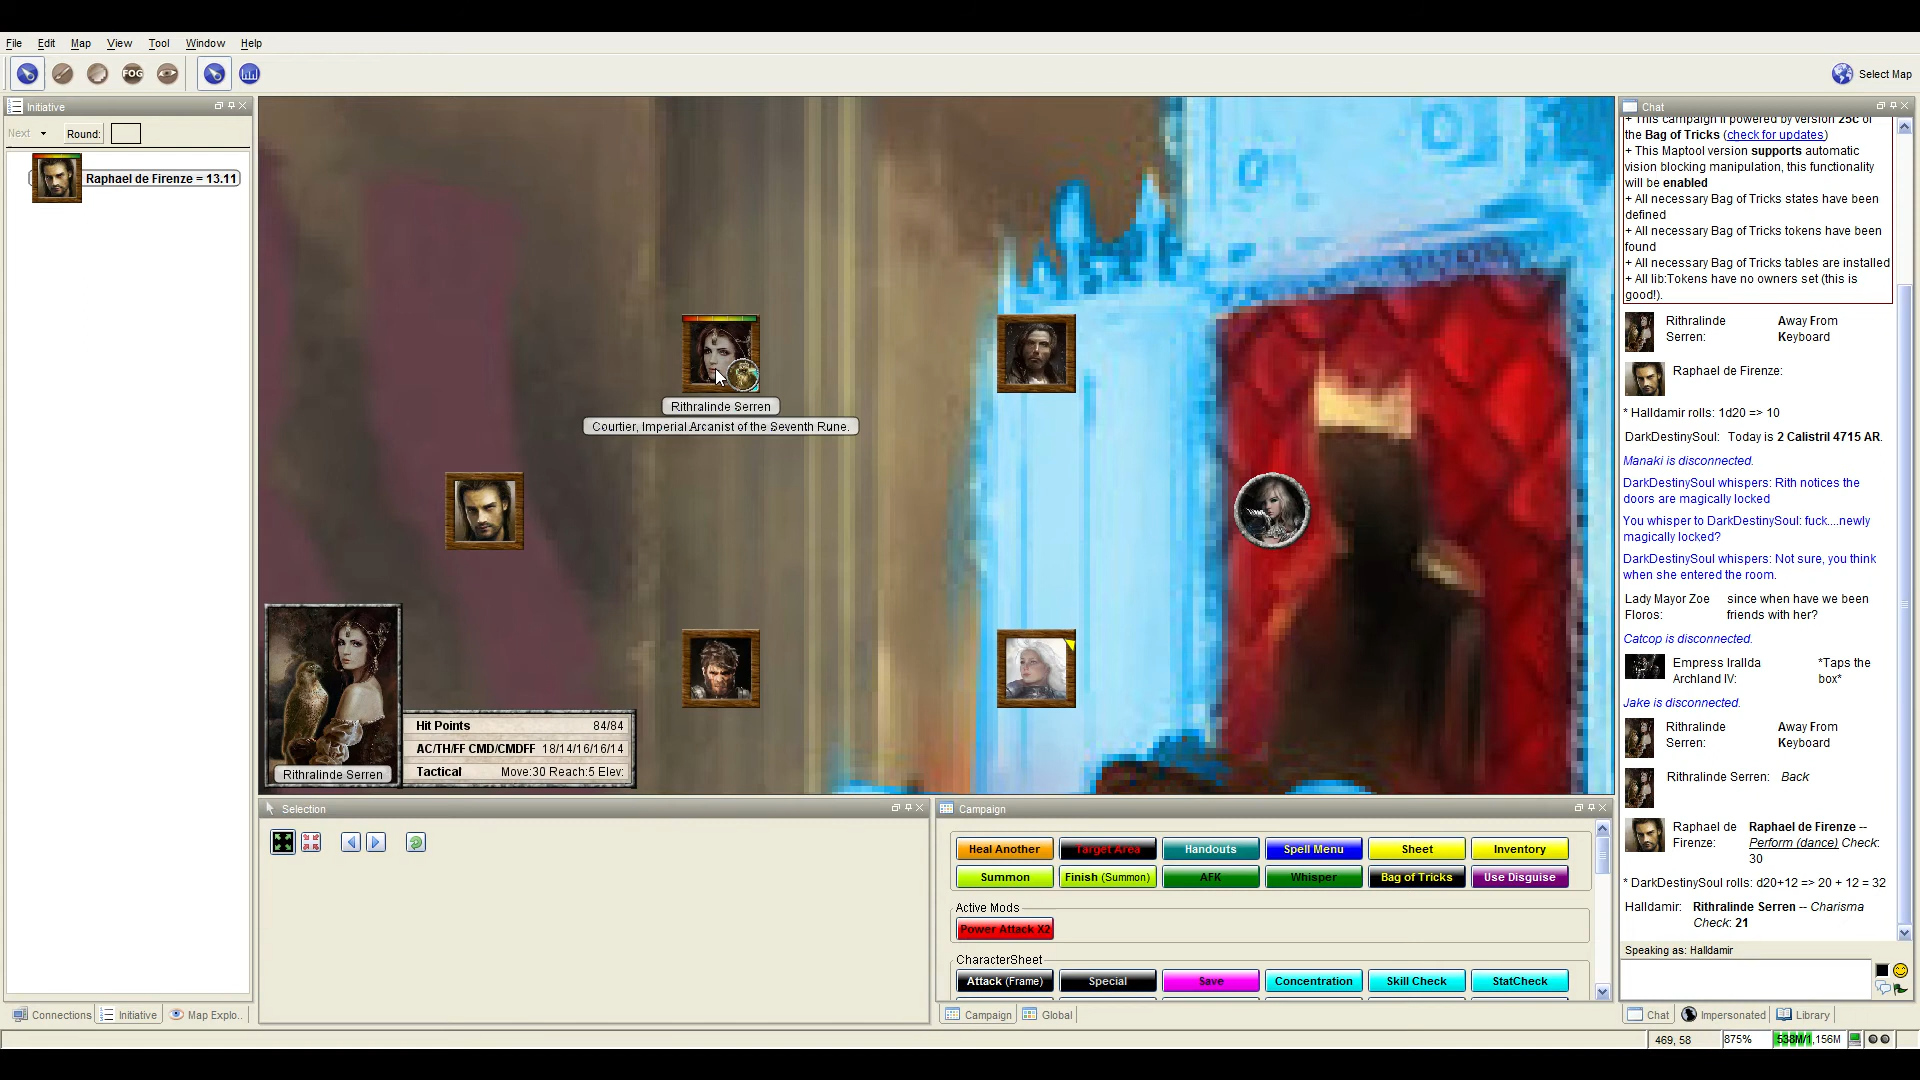 File Edit Map View Tool Window Help
FOG
Select Map
Initiative
Next Round:
Raphael de Firenze = 13.11
Rithralinde Serren
Courtier, Imperial Arcanist of the Seventh Rune.
Hit Points 84/84
AC/TH/FF CMD/CMDFF 18/14/16/16/14
Tactical Move:30 Reach:5 Elev:
Rithralinde Serren
Selection
Campaign
Heal Another Target Area Handouts Spell Menu Sheet Inventory
Summon Finish (Summon) AFK Whisper Bag of Tricks Use Disguise
Active Mods
Power Attack X2
CharacterSheet
Attack (Frame) Special Save Concentration Skill Check StatCheck
Campaign Global
Connections Initiative Map Explo..
Chat
+ This campaign if powered by version 25c of
the Bag of Tricks (check for updates)
+ This Maptool version supports automatic
vision blocking manipulation, this functionality
will be enabled
+ All necessary Bag of Tricks states have been
defined
+ All necessary Bag of Tricks tokens have been
found
+ All necessary Bag of Tricks tables are installed
+ All lib:Tokens have no owners set (this is
good!).
Rithralinde Away From
Serren: Keyboard
Raphael de Firenze:
* Halldamir rolls: 1d20 => 10
DarkDestinySoul: Today is 2 Calistril 4715 AR.
Manaki is disconnected.
DarkDestinySoul whispers: Rith notices the
doors are magically locked
You whisper to DarkDestinySoul: fuck....newly
magically locked?
DarkDestinySoul whispers: Not sure, you think
when she entered the room.
Lady Mayor Zoe since when have we been
Floros: friends with her?
Catcop is disconnected.
Empress Irallda *Taps the
Archland IV: box*
Jake is disconnected.
Rithralinde Away From
Serren: Keyboard
Rithralinde Serren: Back
Raphael de Raphael de Firenze --
Firenze: Perform (dance) Check:
30
* DarkDestinySoul rolls: d20+12 => 20 + 12 = 32
Halldamir: Rithralinde Serren -- Charisma
Check: 21
Speaking as: Halldamir
Chat Impersonated Library
469, 58 875% 538M/1,156M